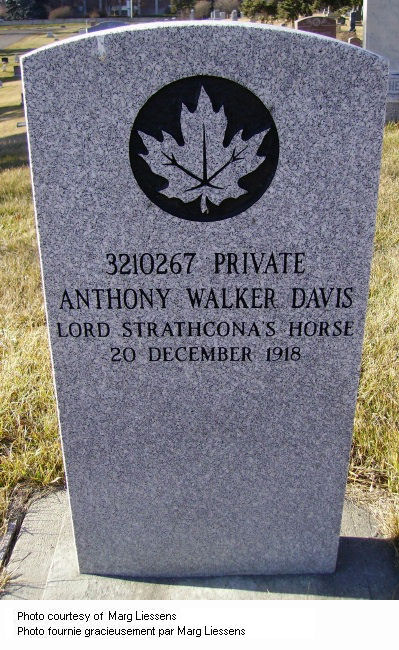 3210267 PRIVATE
ANTHONY WALKER DAVIS
LORD STRATHCONA'S HORSE
20 DECEMBER 1918
Photo courtesy of Marg Liessens
Photo fournie gracieusement par Marg Liessens